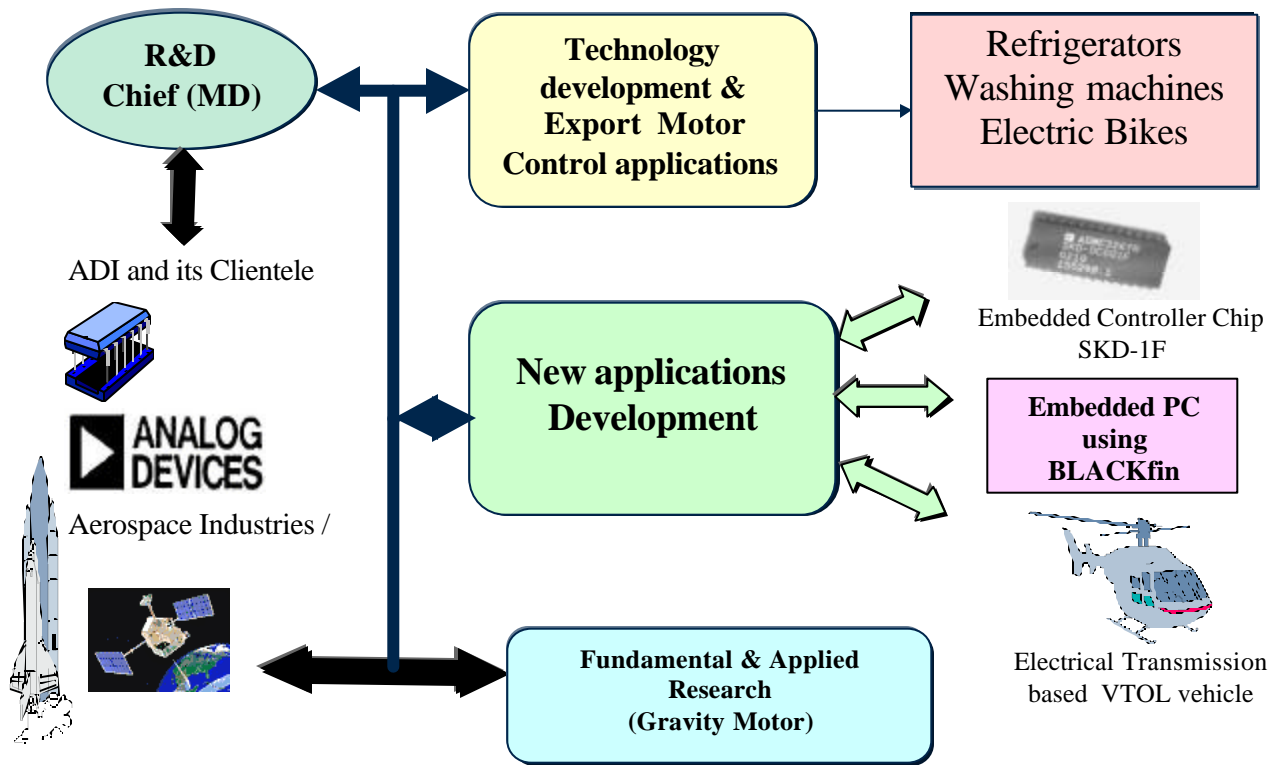 R&D
Chief (MD)
Technology
development &
Export Motor
Control applications
Refrigerators
Washing machines
Electric Bikes
ADI and its Clientele
ANALOG
DEVICES
Aerospace Industries /
New applications
Development
Embedded Controller Chip
SKD-1F
Embedded PC
using
BLACKfin
Electrical Transmission
based VTOL vehicle
Fundamental & Applied
Research
(Gravity Motor)